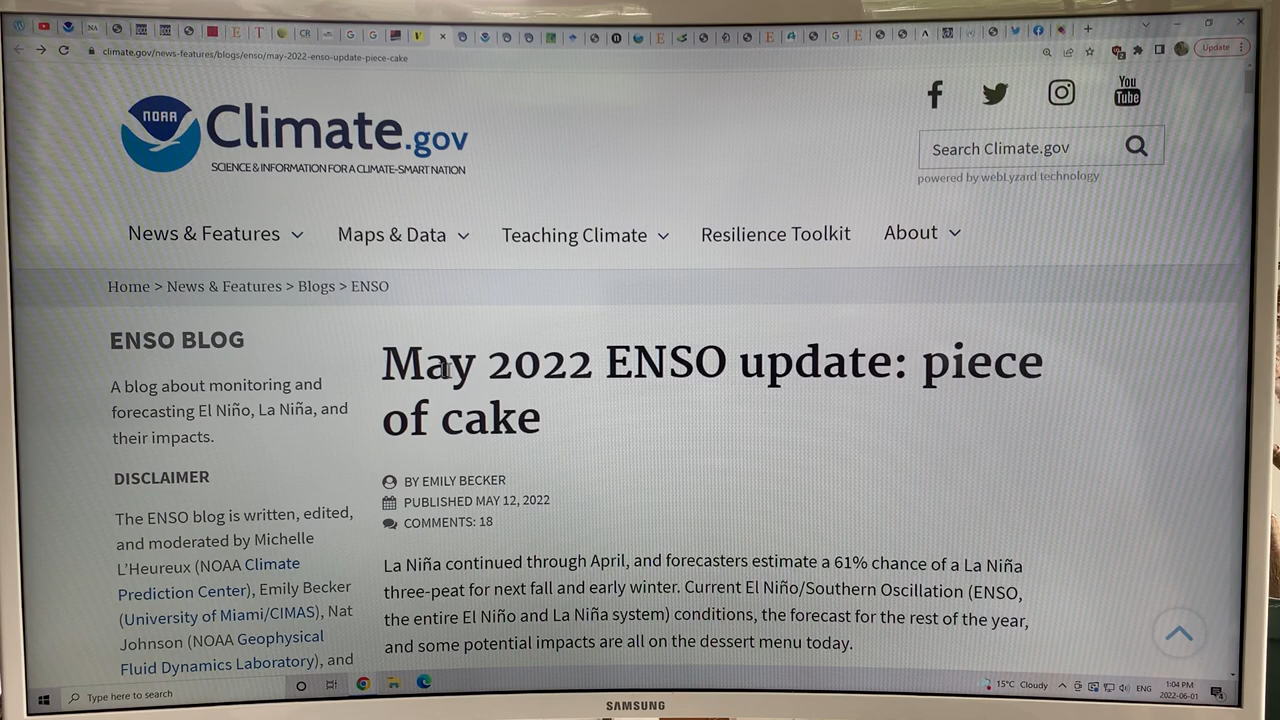 climate.gov/news-features/blogs/enso/may-2022-enso-update-piece-cake
Update
NOAA
Climate.gov
SCIENCE & INFORMATION FOR A CLIMATE-SMART NATION
You
Tube
Search Climate.gov
powered by webLyzard technology
News & Features
Maps & Data
Teaching Climate
Resilience Toolkit
About
Home > News & Features > Blogs > ENSO
ENSO BLOG
A blog about monitoring and
forecasting El Niño, La Niña, and
their impacts.
DISCLAIMER
The ENSO blog is written, edited,
and moderated by Michelle
L'Heureux (NOAA Climate
Prediction Center), Emily Becker
(University of Miami/CIMAS), Nat
Johnson (NOAA Geophysical
Fluid Dynamics Laboratory), and
May 2022 ENSO update: piece
of cake
BY EMILY BECKER
PUBLISHED MAY 12, 2022
COMMENTS: 18
La Niña continued through April, and forecasters estimate a 61% chance of a La Niña
three-peat for next fall and early winter. Current El Niño/Southern Oscillation (ENSO,
the entire El Niño and La Niña system) conditions, the forecast for the rest of the year,
and some potential impacts are all on the dessert menu today.
Type here to search
15°C Cloudy
ENG
1:04 PM
2022-06-01
SAMSUNG